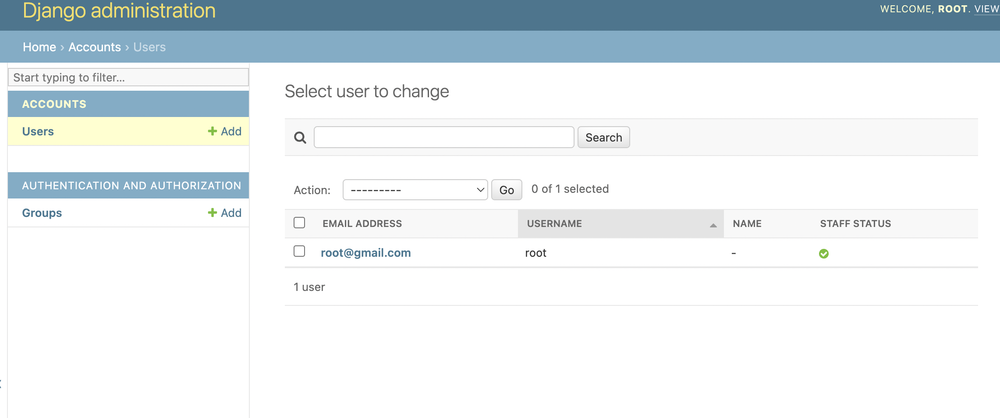 Django administration
WELCOME, ROOT. VIEW
Home › Accounts › Users
Start typing to filter...
ACCOUNTS
Users + Add
AUTHENTICATION AND AUTHORIZATION
Groups + Add
Select user to change
Search
Action: --------- Go 0 of 1 selected
EMAIL ADDRESS USERNAME NAME STAFF STATUS
root@gmail.com root -
1 user